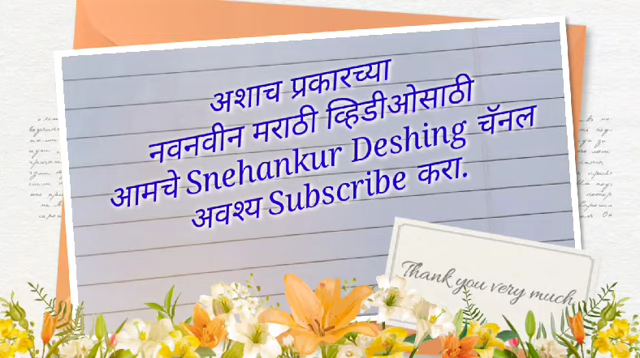 अशाच प्रकारच्या
नवनवीन मराठी व्हिडीओसाठी
आमचे Snehankur Deshing चॅनल
अवश्य Subscribe करा.
Thank you very much